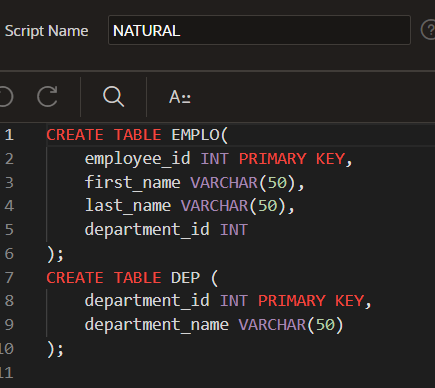 Script Name NATURAL
A::
1 CREATE TABLE EMPLO(
2 employee_id INT PRIMARY KEY,
3 first_name VARCHAR(50),
4 last_name VARCHAR(50),
5 department_id INT
6 );
7 CREATE TABLE DEP (
8 department_id INT PRIMARY KEY,
9 department_name VARCHAR(50)
10 );
11